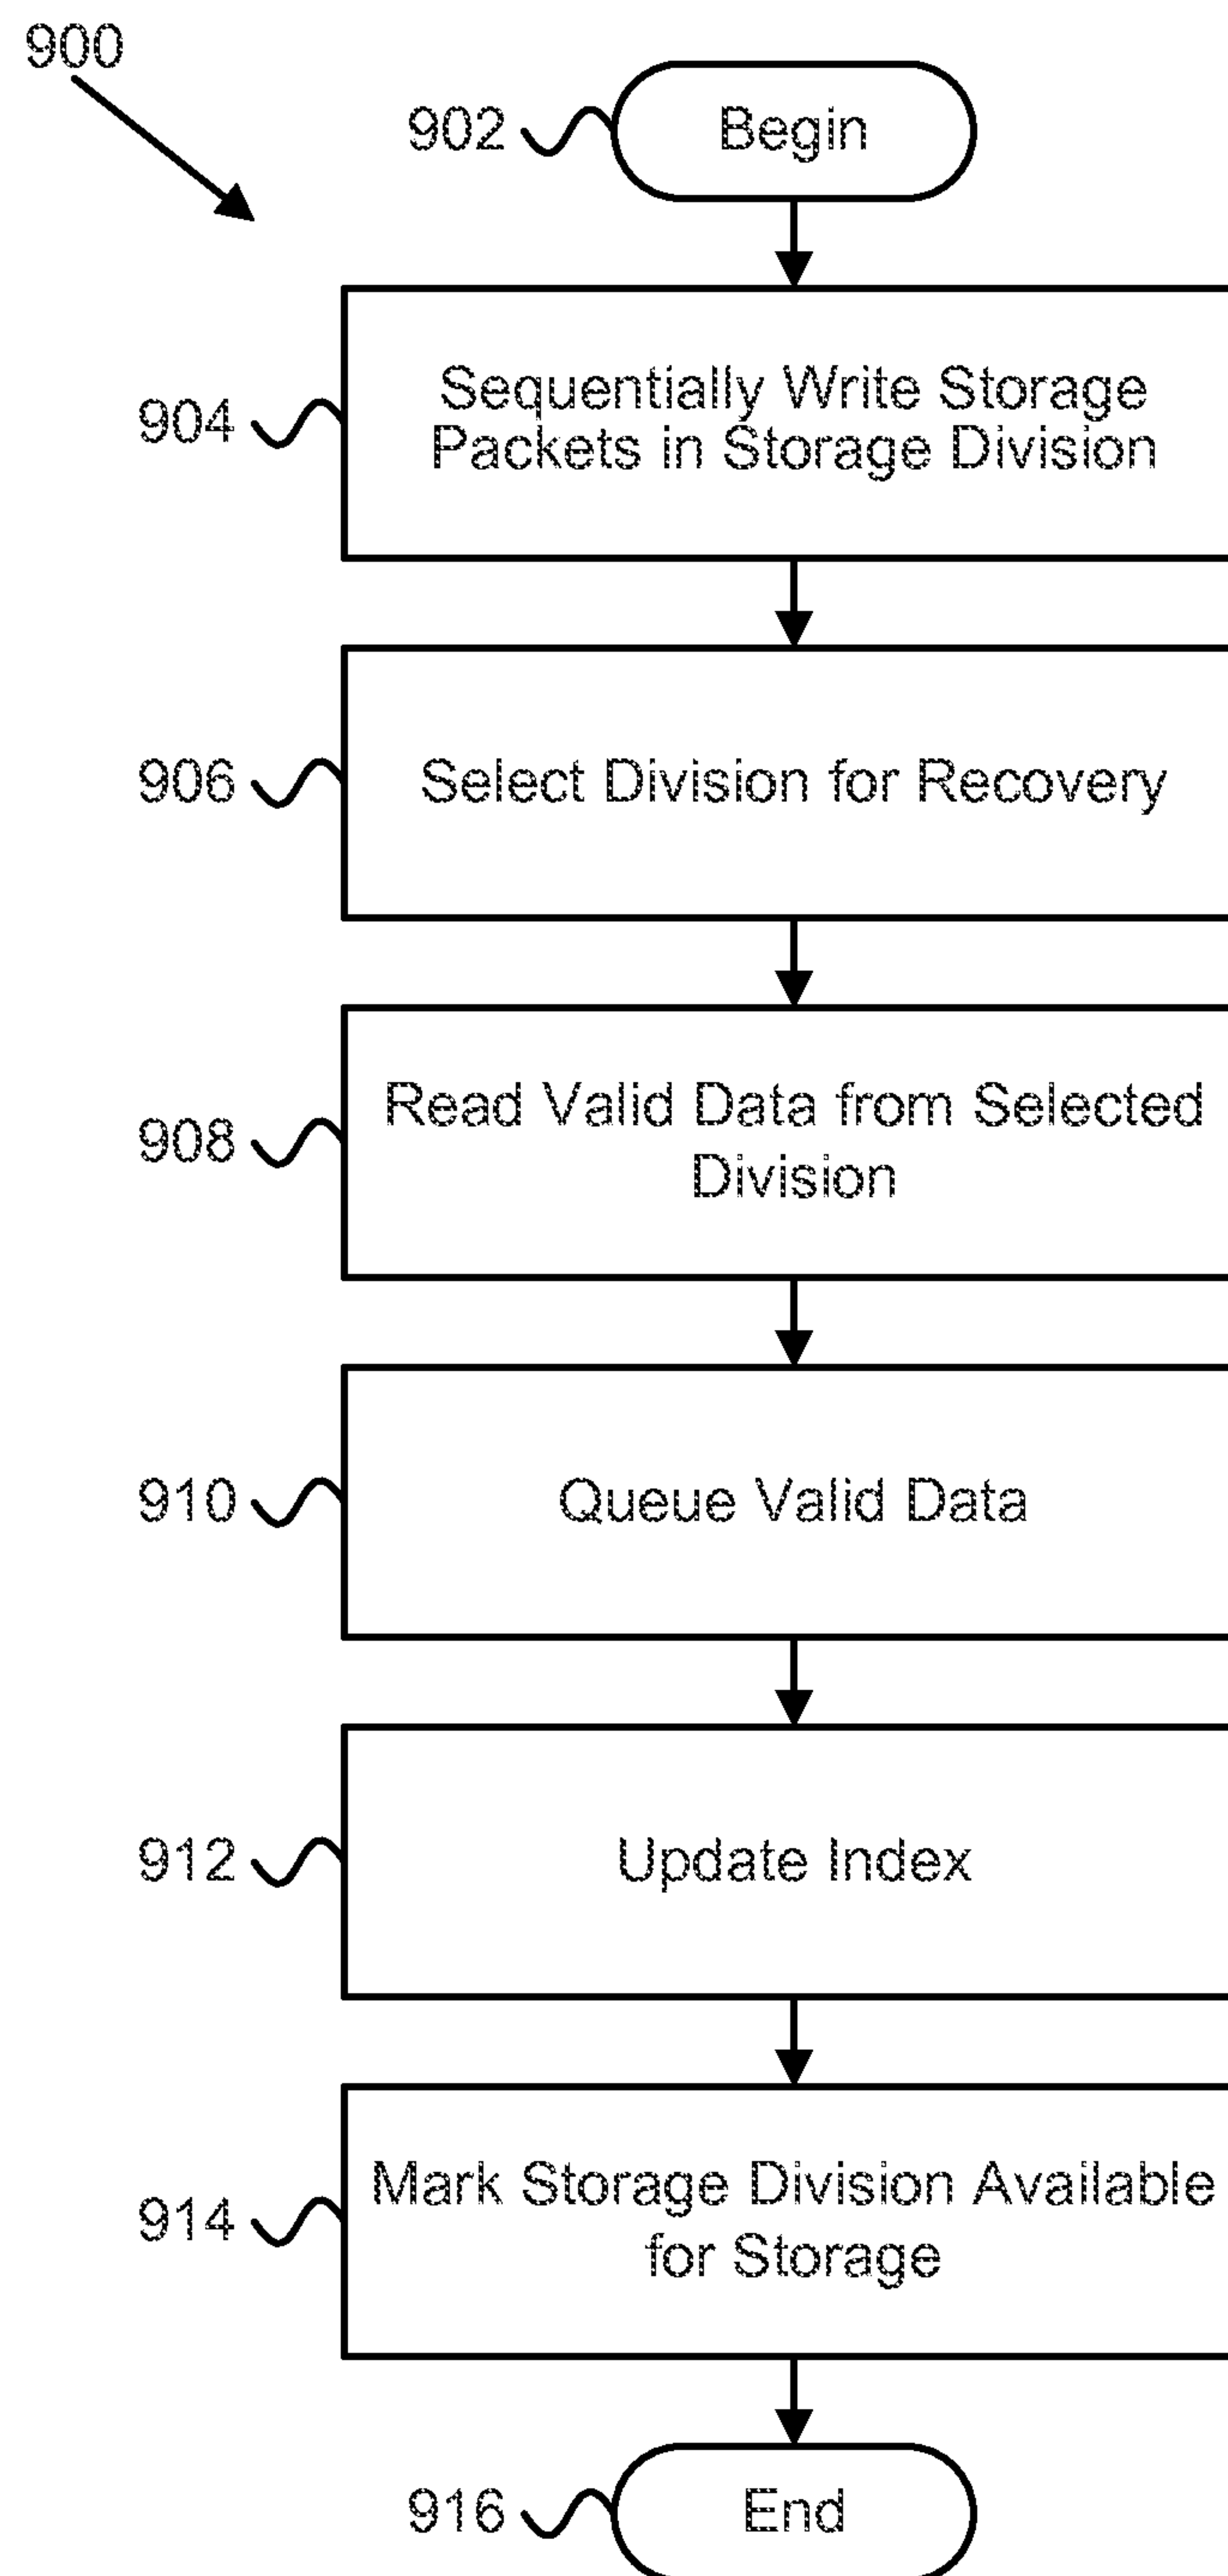 900
902
Begin
904
Sequentially Write Storage
Packets in Storage Division
906
Select Division for Recovery
908
Read Valid Data from Selected
Division
910
Queue Valid Data
912
Update Index
914
Mark Storage Division Available
for Storage
916
End